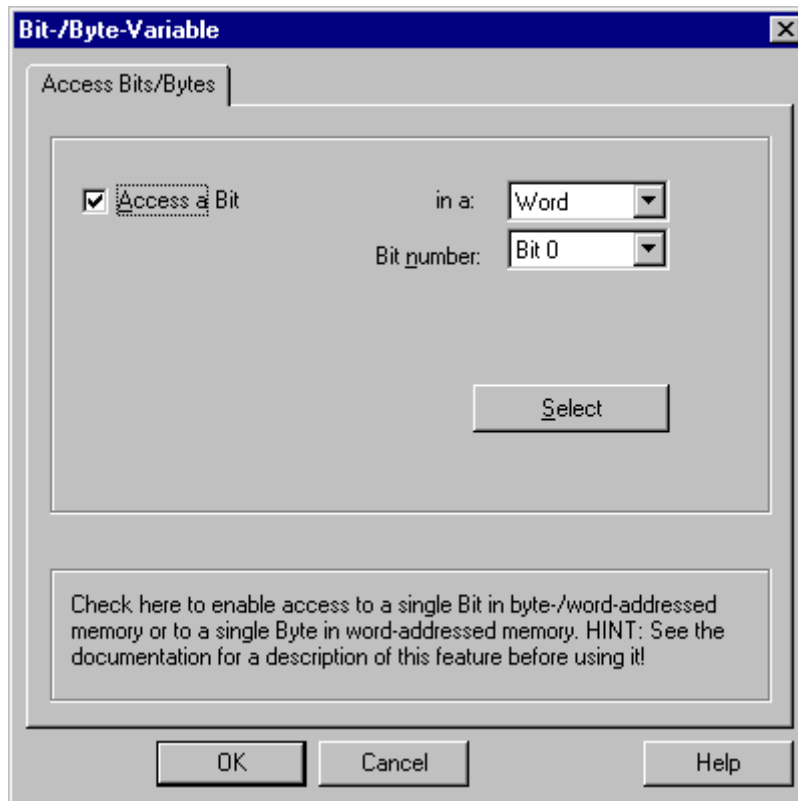 Bit-/Byte-Variable
Access Bits/Bytes
Access a Bit
in a:
Word
Bit number:
Bit 0
Select
Check here to enable access to a single Bit in byte-/word-addressed
memory or to a single Byte in word-addressed memory. HINT: See the
documentation for a description of this feature before using it!
OK
Cancel
Help